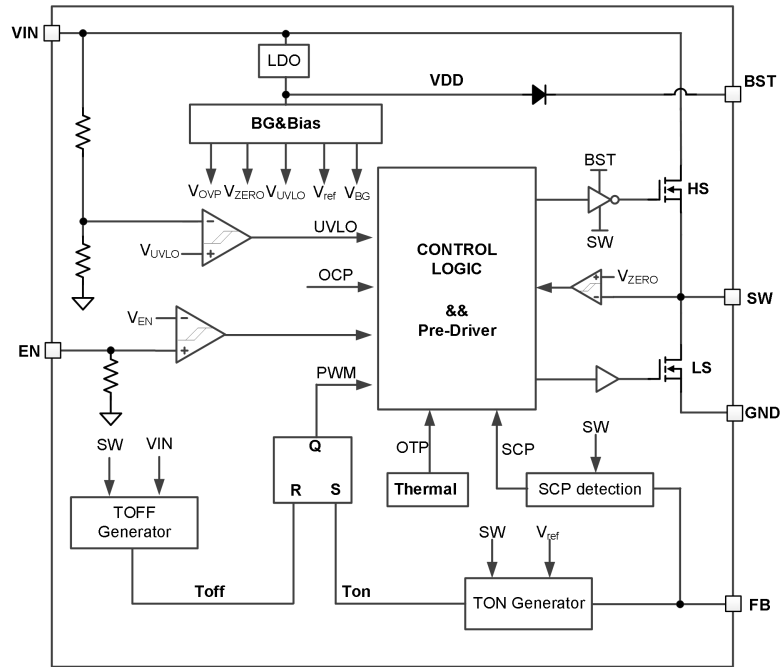 VIN
LDO
VDD
BST
BG&Bias
VOVP
VZERO
VUVLO
Vref
VBG
BST
HS
SW
UVLO
VUVLO
CONTROL
LOGIC
&&
Pre-Driver
OCP
VZERO
SW
VEN
EN
LS
PWM
GND
SW
VIN
Q
R
S
OTP
SCP
SW
Thermal
SCP detection
TOFF
Generator
SW
Vref
Toff
Ton
TON Generator
FB